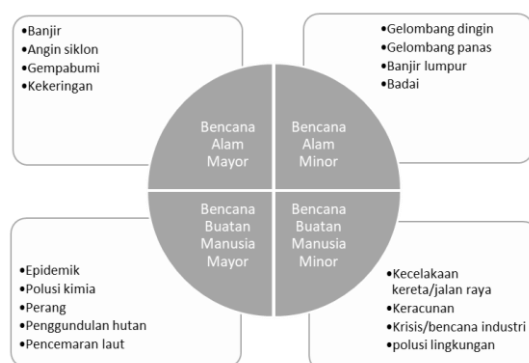 •Banjir
•Angin siklon
•Gempabumi
•Kekeringan
•Gelombang dingin
•Gelombang panas
•Banjir lumpur
•Badai
Bencana
Alam
Mayor
Bencana
Alam
Minor
Bencana
Buatan
Manusia
Mayor
Bencana
Buatan
Manusia
Minor
•Epidemik
•Polusi kimia
•Perang
•Penggundulan hutan
•Pencemaran laut
•Kecelakaan
kereta/jalan raya
•Keracunan
•Krisis/bencana industri
•polusi lingkungan